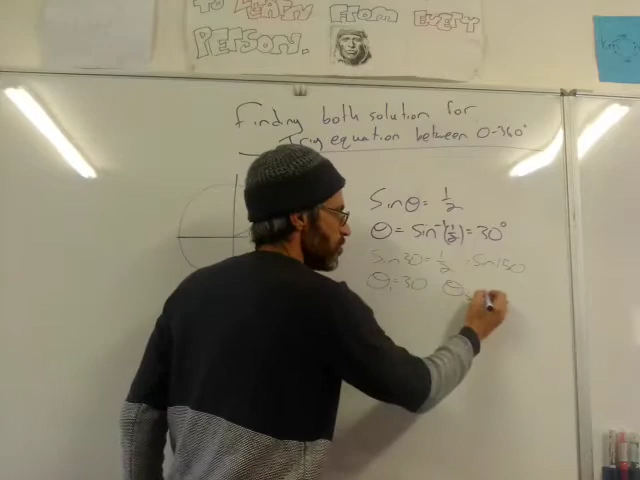 TO LEARN FROM EVERY
PERSON.
Finding both solution for
Trig equation between 0-360°
Sinθ = 1/2
θ = Sin⁻¹(1/2) = 30°
Sin30 = 1/2 = Sin150
θ₁ = 30 θ₂